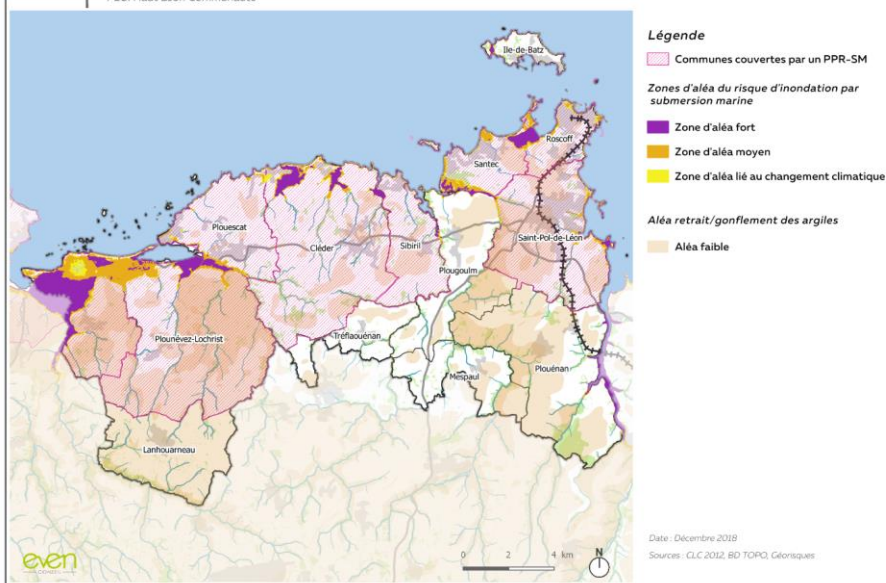 Légende
Communes couvertes par un PPR-SM
Zones d'aléa du risque d'inondation par
submersion marine
Zone d'aléa fort
Zone d'aléa moyen
Zone d'aléa lié au changement climatique
Aléa retrait/gonflement des argiles
Aléa faible
Ile-de-Batz
Roscoff
Santec
Plouescat
Cléder
Sibiril
Saint-Pol-de-Léon
Plougoulm
Plounévez-Lochrist
Tréflaouénan
Mespaul
Plouénan
Lanhouarneau
even
0 2 4 km
N
Date : Décembre 2018
Sources : CLC 2012, BD TOPO, Géorisques